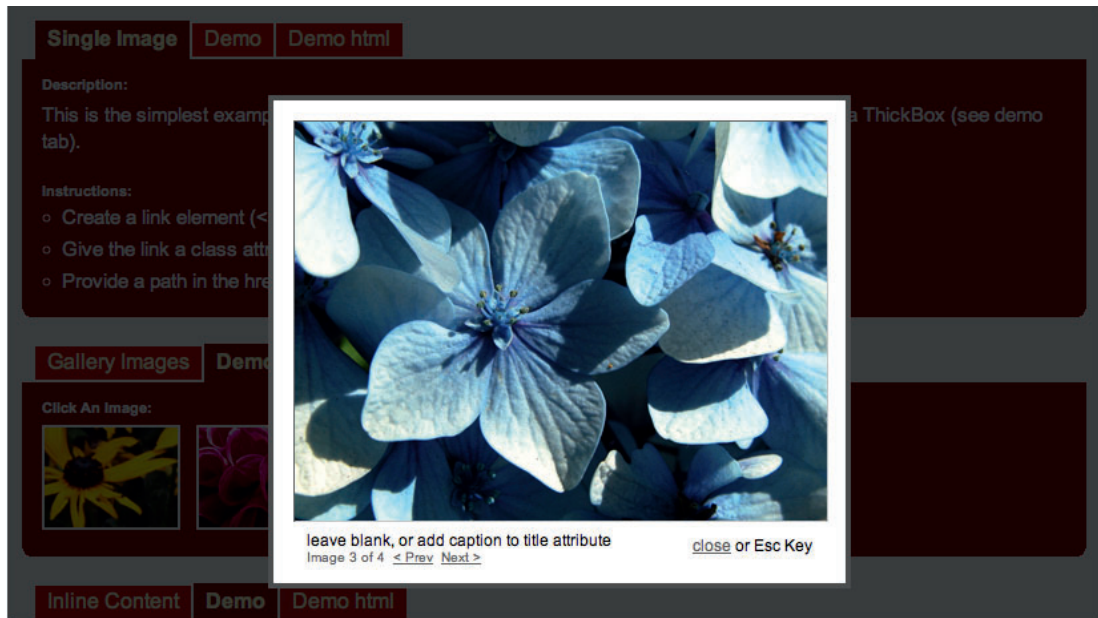 Single Image Demo Demo html
Description:
This is the simplest examp a ThickBox (see demo
tab).
Instructions:
Create a link element (<
Give the link a class attr
Provide a path in the hre
Gallery Images Demo
Click An Image:
leave blank, or add caption to title attribute
Image 3 of 4 < Prev Next >
close or Esc Key
Inline Content Demo Demo html